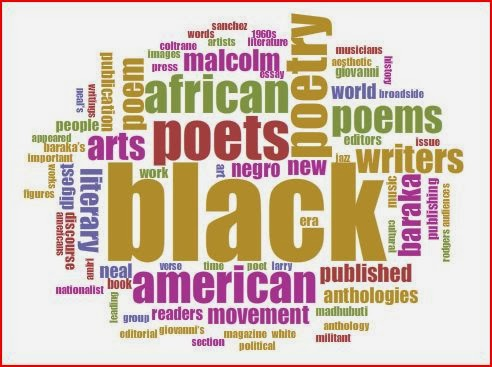 sanchez
words 1960s
coltrane artists musicians
images literature aesthetic
press malcolm giovanni history
essay
publication poem african poetry world broadside
neal's writings
people poems
appeared editors
baraka's arts poets issue
important jazz writers
works work art negro new
figures digest literary black music baraka publishing audiences
americans discourse era cultural rodgers
equal
neal verse time poet larry published
nationalist book american anthologies
leading madhubuti
group readers movement anthology
editorial giovanni's magazine white militant
section political